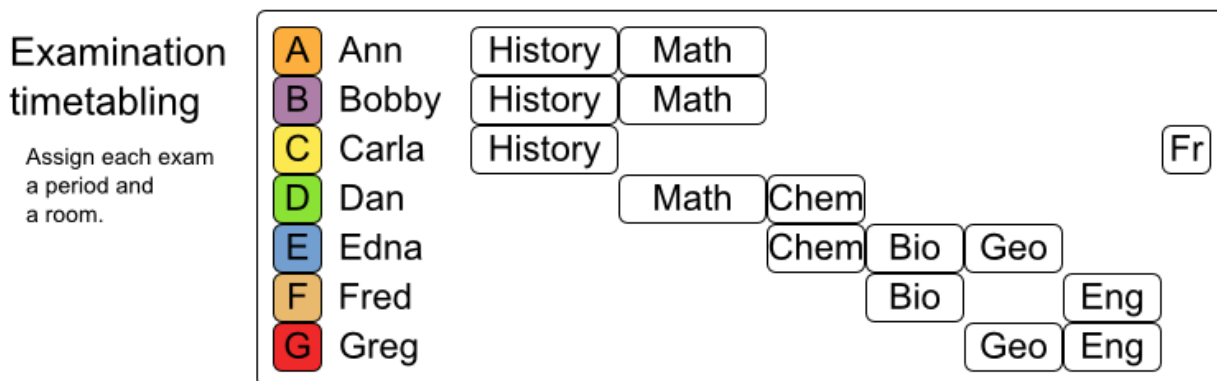 Examination
timetabling
Assign each exam
a period and
a room.
A Ann History Math
B Bobby History Math
C Carla History Fr
D Dan Math Chem
E Edna Chem Bio Geo
F Fred Bio Eng
G Greg Geo Eng